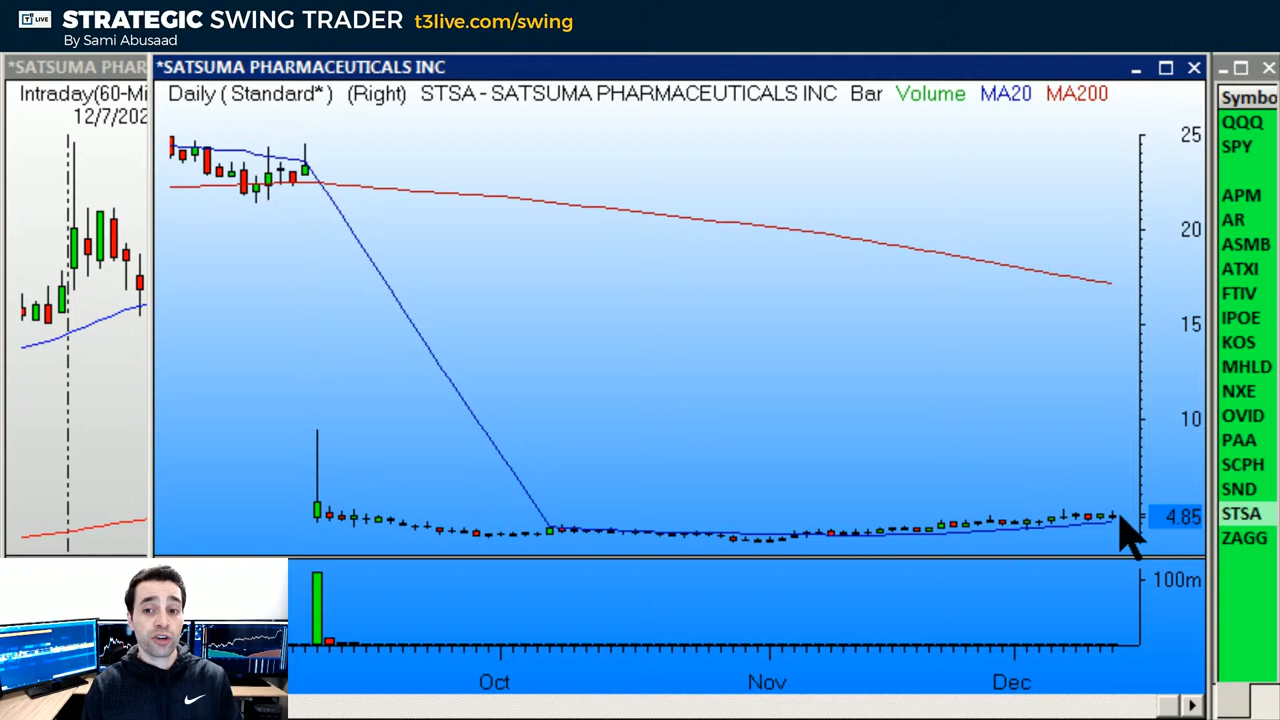 T3 LIVE STRATEGIC SWING TRADER t3live.com/swing
By Sami Abusaad
*SATSUMA PHAR
Intraday(60-Mi
12/7/202
*SATSUMA PHARMACEUTICALS INC
Daily ( Standard* ) (Right) STSA - SATSUMA PHARMACEUTICALS INC Bar Volume MA20 MA200
25
20
15
10
4.85
100m
Oct Nov Dec
Symbo
QQQ
SPY
APM
AR
ASMB
ATXI
FTIV
IPOE
KOS
MHLD
NXE
OVID
PAA
SCPH
SND
STSA
ZAGG